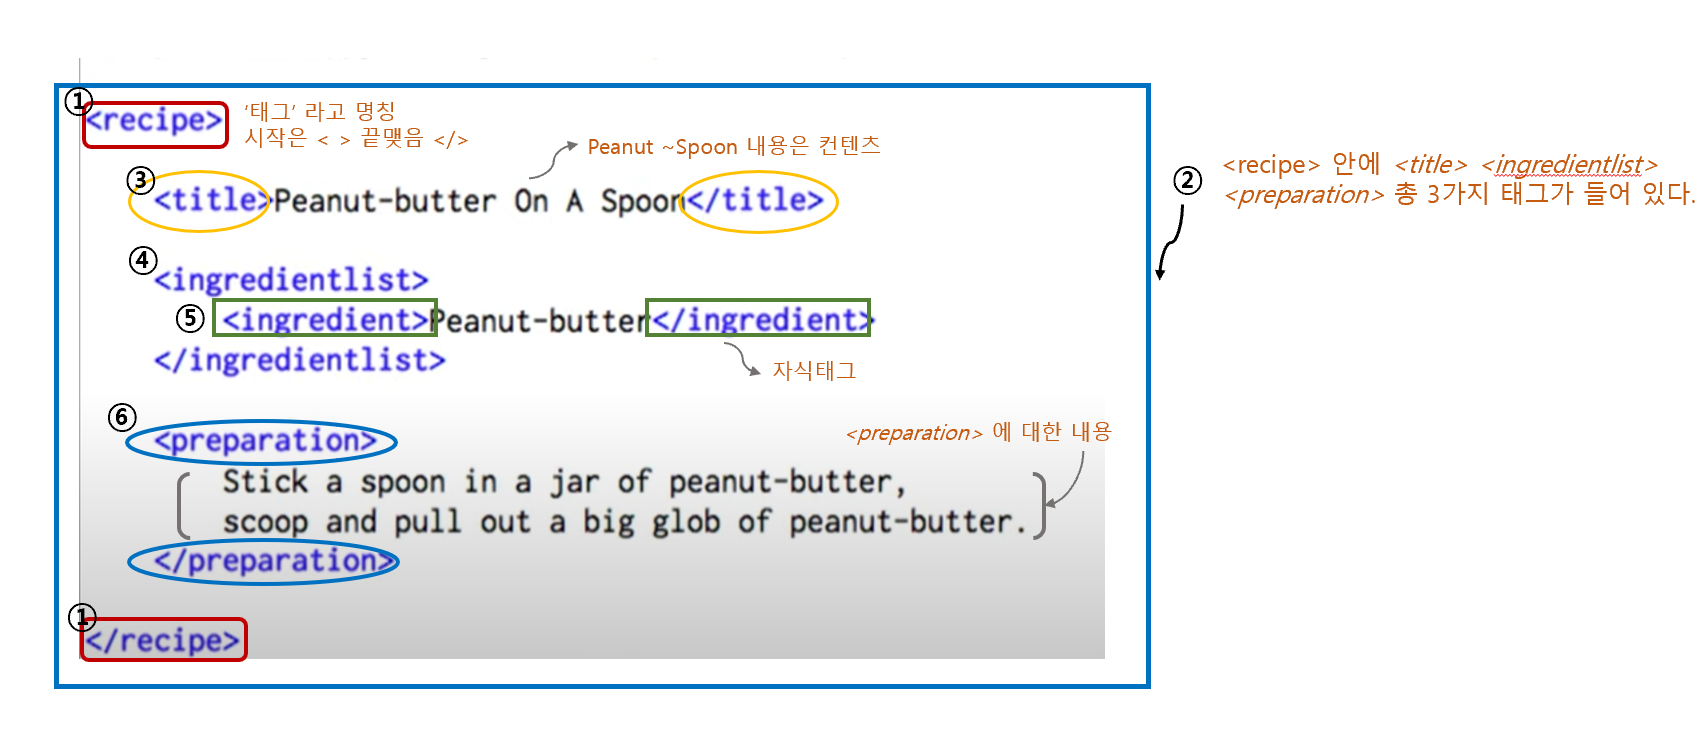 ①
<recipe>
'태그' 라고 명칭
시작은 < > 끝맺음 </>
Peanut ~Spoon 내용은 컨텐츠
②
<recipe> 안에 <title> <ingredientlist>
<preparation> 총 3가지 태그가 들어 있다.
③
<title>Peanut-butter On A Spoon</title>
④
<ingredientlist>
⑤
<ingredient>Peanut-butter</ingredient>
</ingredientlist>
자식태그
⑥
<preparation>
<preparation> 에 대한 내용
Stick a spoon in a jar of peanut-butter,
scoop and pull out a big glob of peanut-butter.
</preparation>
①
</recipe>